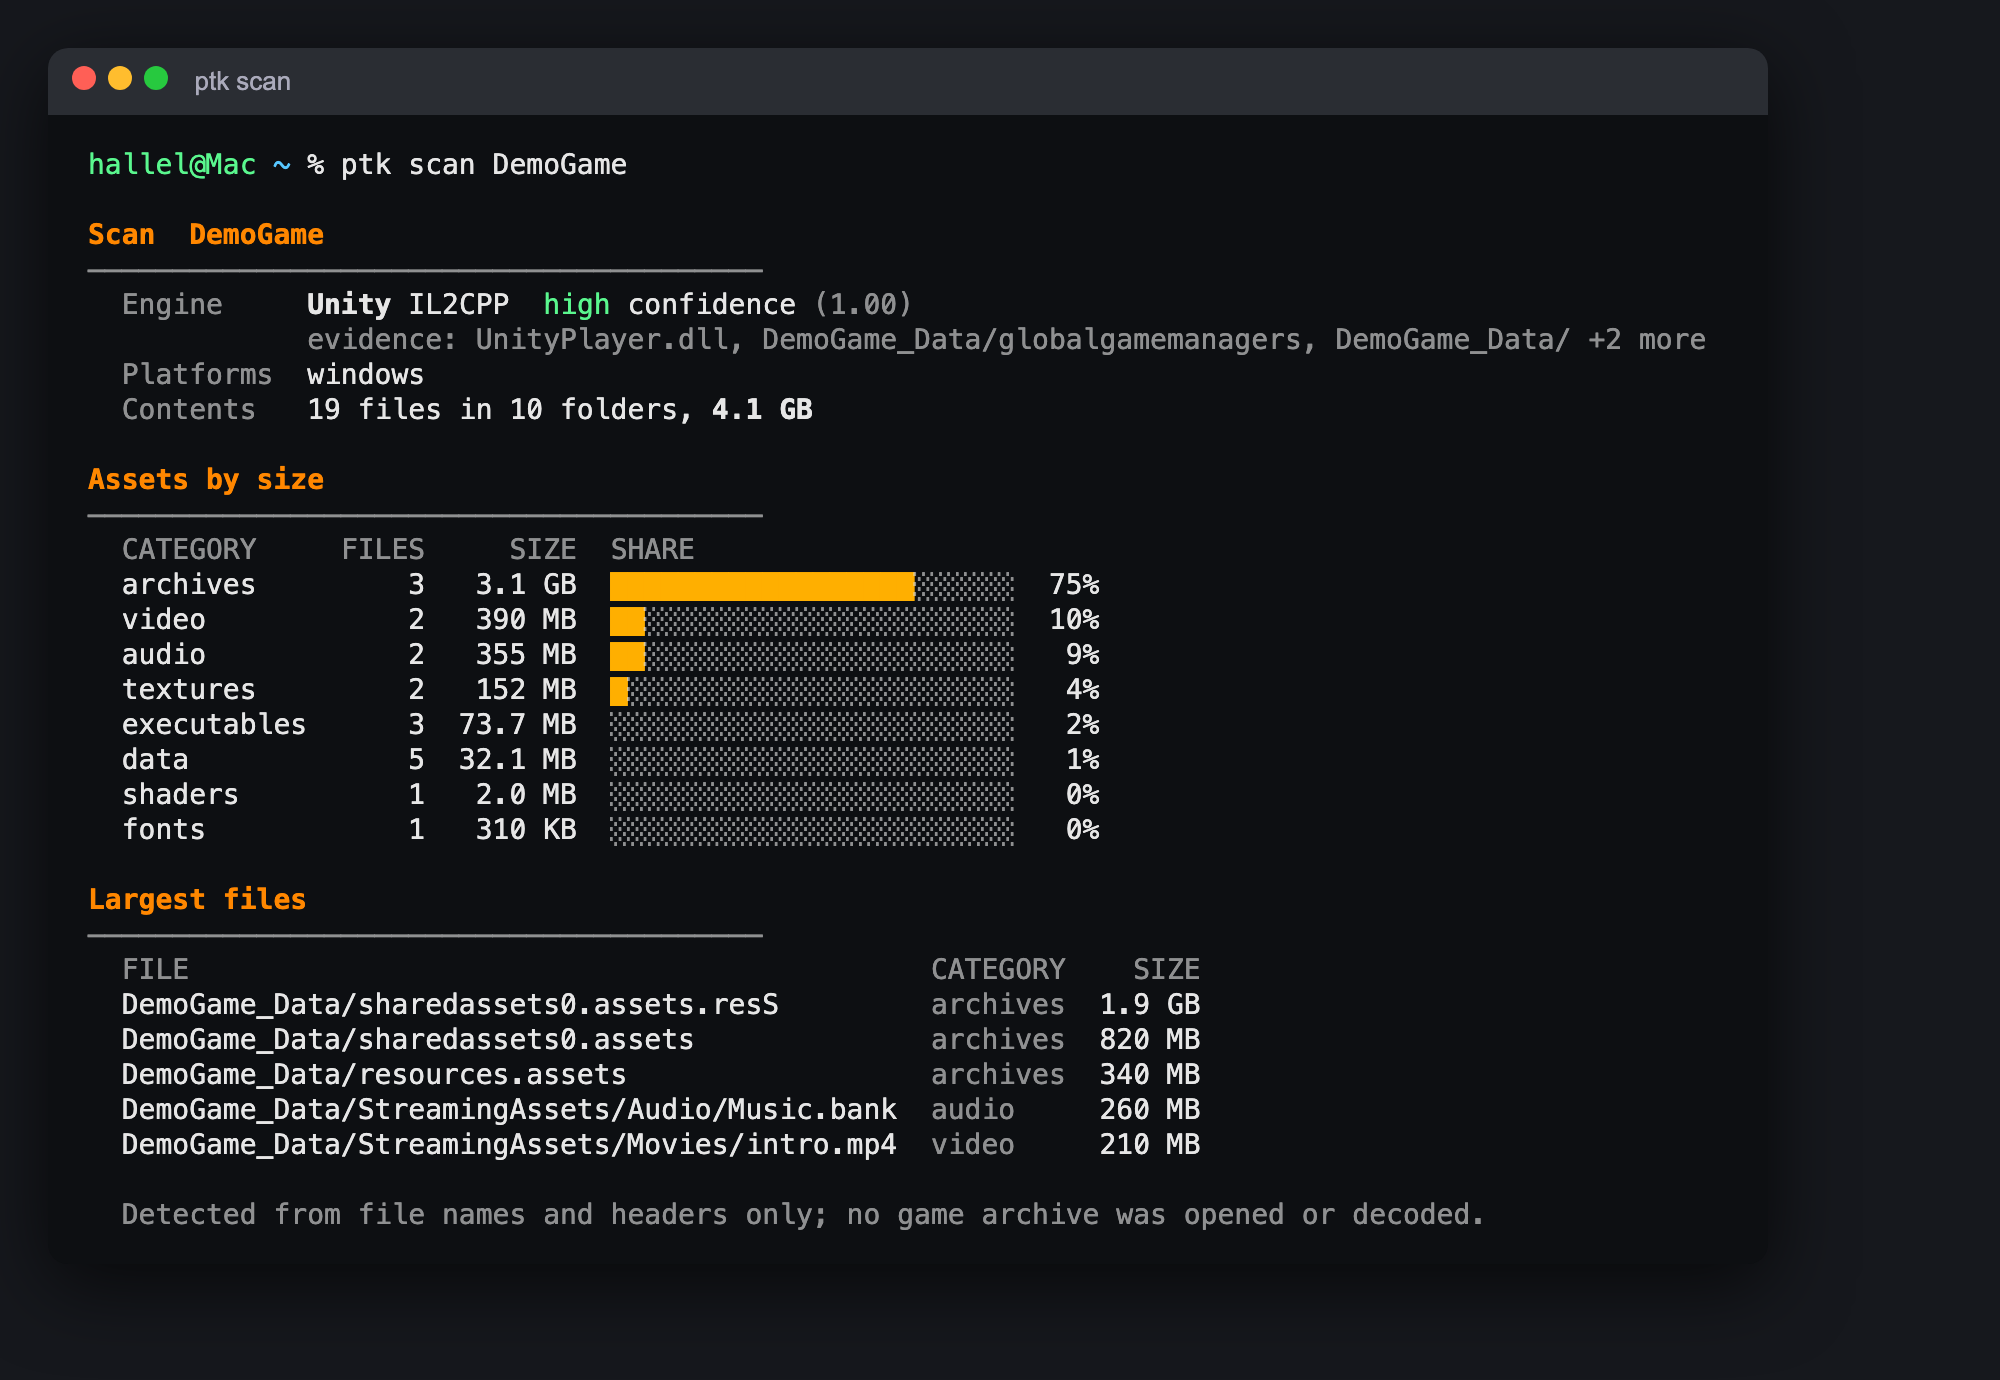 ptk scan
hallel@Mac ~ % ptk scan DemoGame
Scan  DemoGame
Engine     Unity IL2CPP  high confidence (1.00)
evidence: UnityPlayer.dll, DemoGame_Data/globalgamemanagers, DemoGame_Data/ +2 more
Platforms  windows
Contents   19 files in 10 folders, 4.1 GB
Assets by size
CATEGORY     FILES     SIZE  SHARE
archives         3   3.1 GB  75%
video            2   390 MB  10%
audio            2   355 MB  9%
textures         2   152 MB  4%
executables      3  73.7 MB  2%
data             5  32.1 MB  1%
shaders          1   2.0 MB  0%
fonts            1   310 KB  0%
Largest files
FILE                                            CATEGORY    SIZE
DemoGame_Data/sharedassets0.assets.resS         archives  1.9 GB
DemoGame_Data/sharedassets0.assets              archives  820 MB
DemoGame_Data/resources.assets                  archives  340 MB
DemoGame_Data/StreamingAssets/Audio/Music.bank  audio     260 MB
DemoGame_Data/StreamingAssets/Movies/intro.mp4  video     210 MB
Detected from file names and headers only; no game archive was opened or decoded.